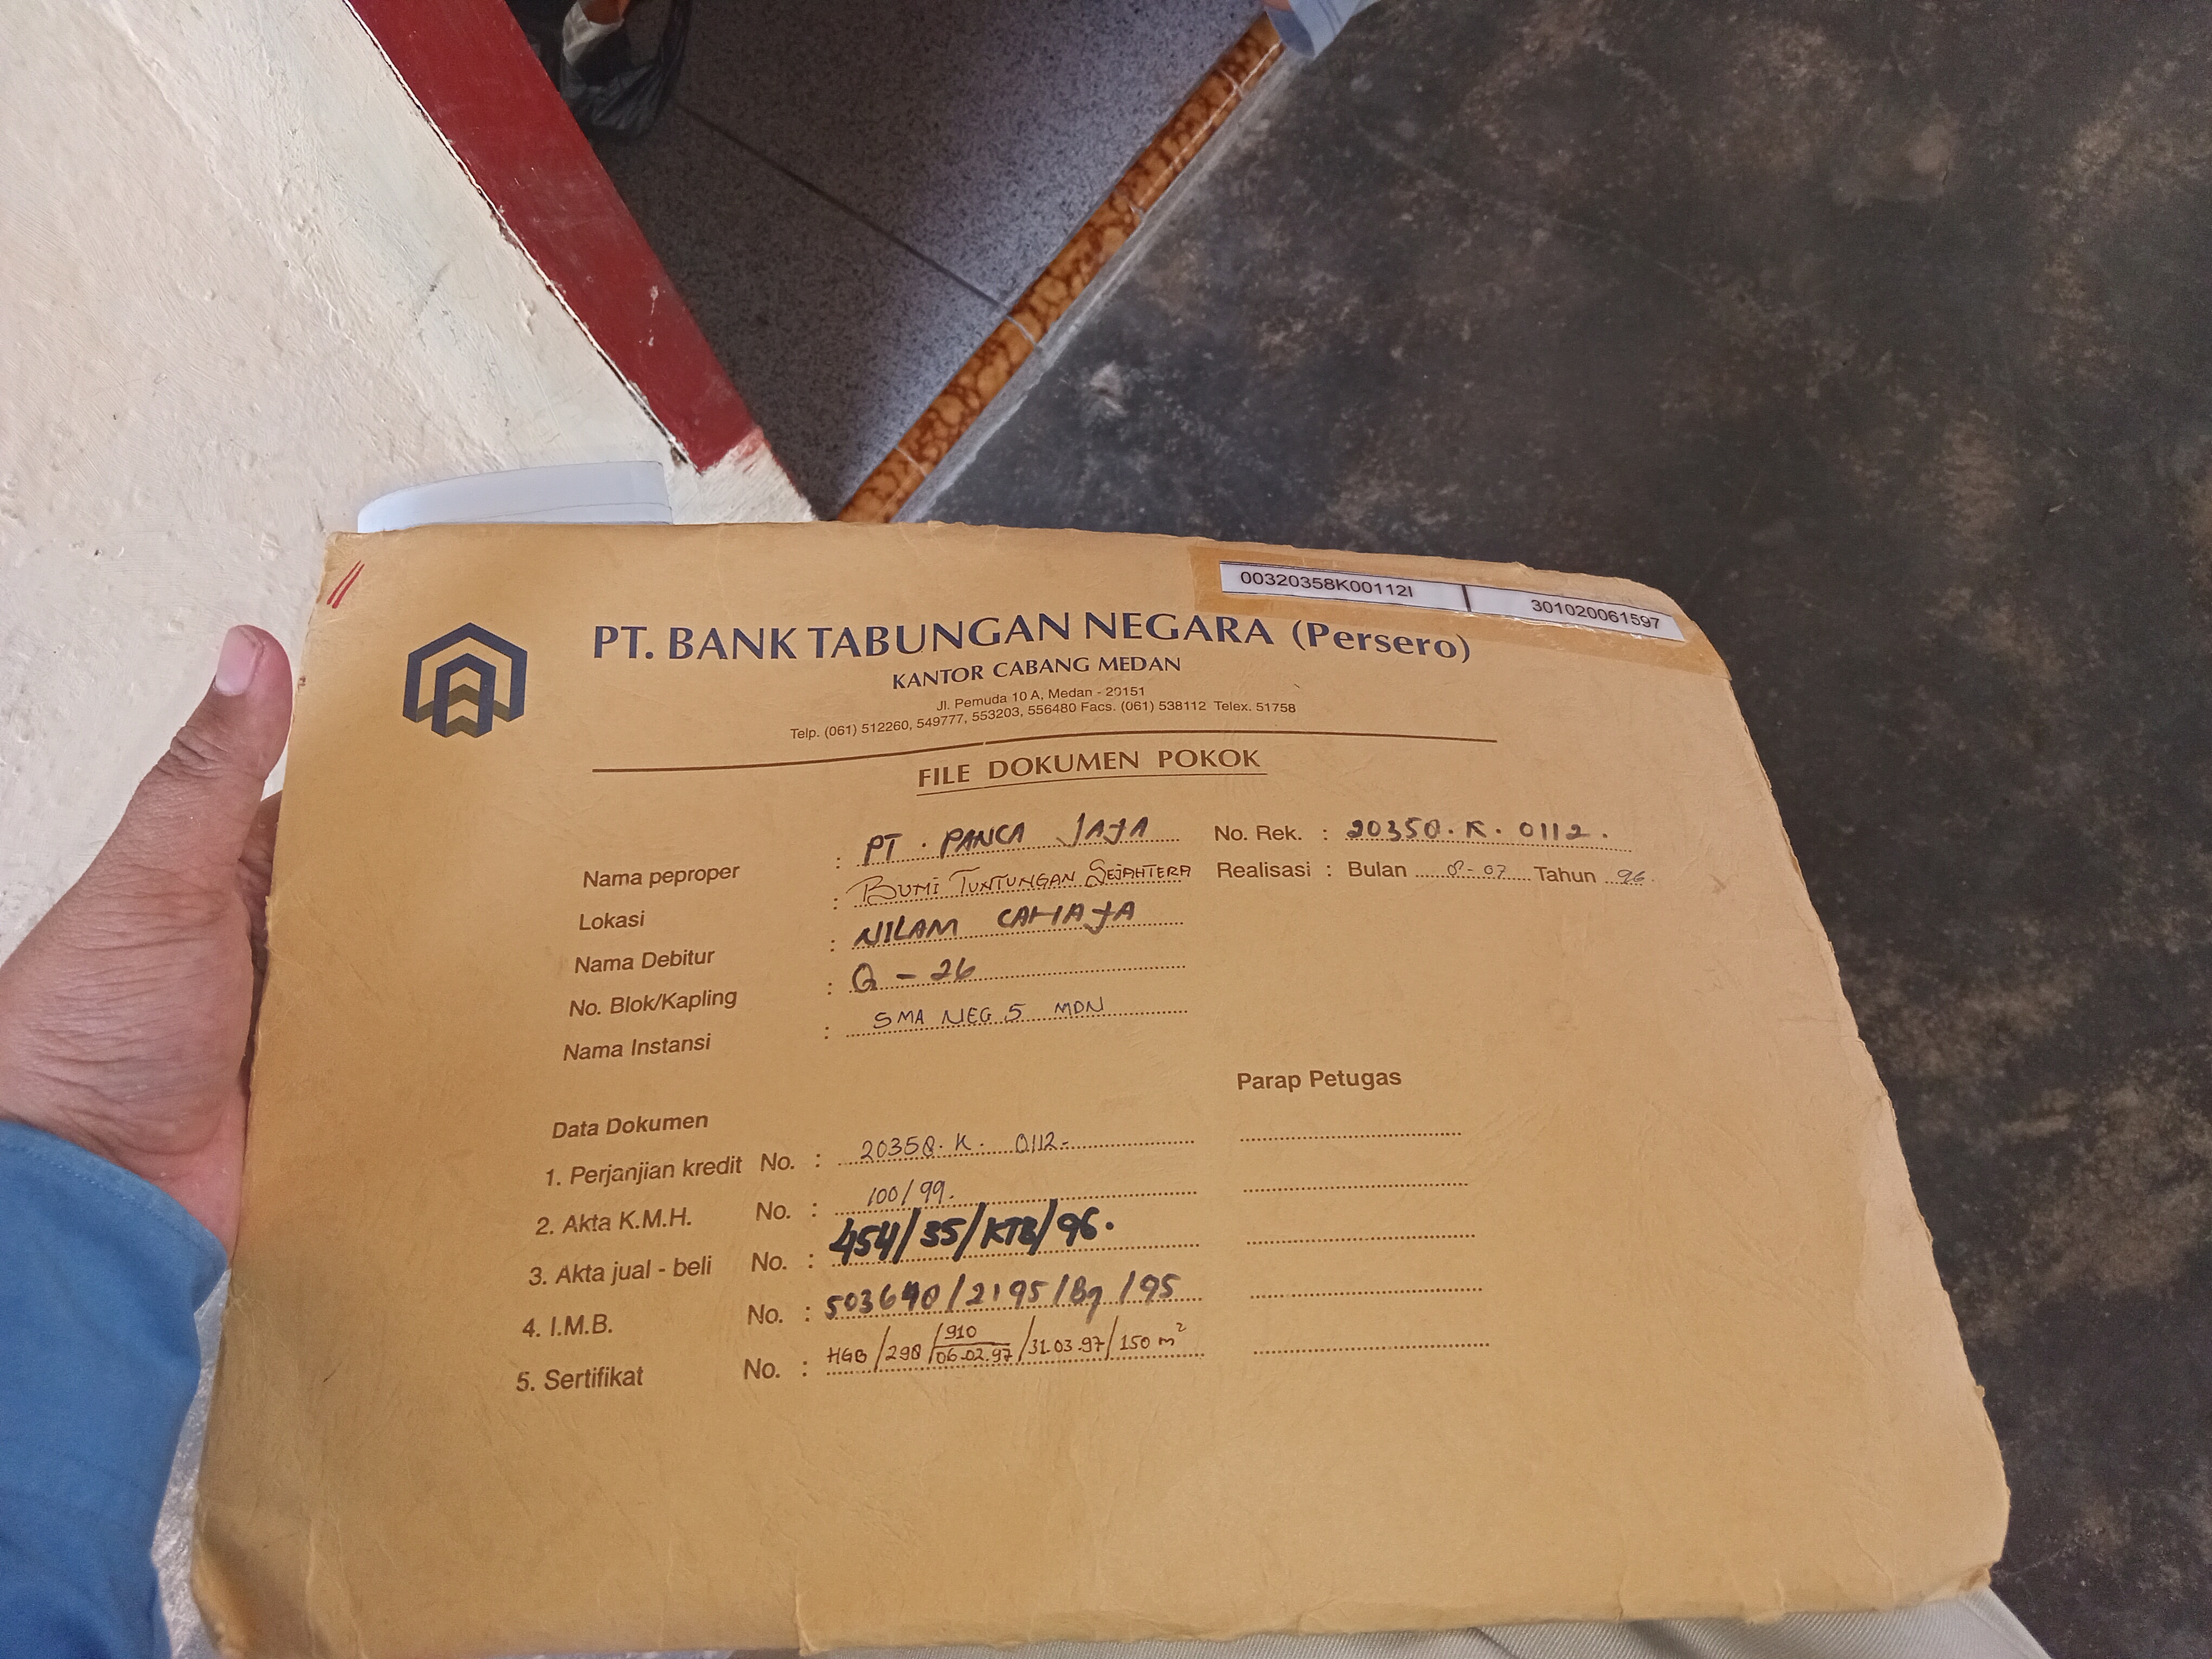 00320358K00112I 301020061597
PT. BANK TABUNGAN NEGARA (Persero)
KANTOR CABANG MEDAN
Jl. Pemuda 10 A, Medan - 20151
Telp. (061) 512260, 549777, 553203, 556480 Facs. (061) 538112 Telex. 51758
FILE DOKUMEN POKOK
Nama peproper : PT. PANCA JAYA No. Rek. : 20350.K.0112.
Lokasi : BUMI TUNTUNGAN SEJAHTERA Realisasi : Bulan 8-07 Tahun 96.
Nama Debitur : NILAM CAHAYA
No. Blok/Kapling : Q - 26
Nama Instansi : SMA NEG 5 MDN
Parap Petugas
Data Dokumen
1. Perjanjian kredit No. : 20350.K. 0112-
2. Akta K.M.H. No. : 100/99.
3. Akta jual - beli No. : 454/35/KTB/96.
4. I.M.B. No. : /2195/Bg/95
5. Sertifikat No. : HGB/298/910/06.02.97/31.03.97/150 m²